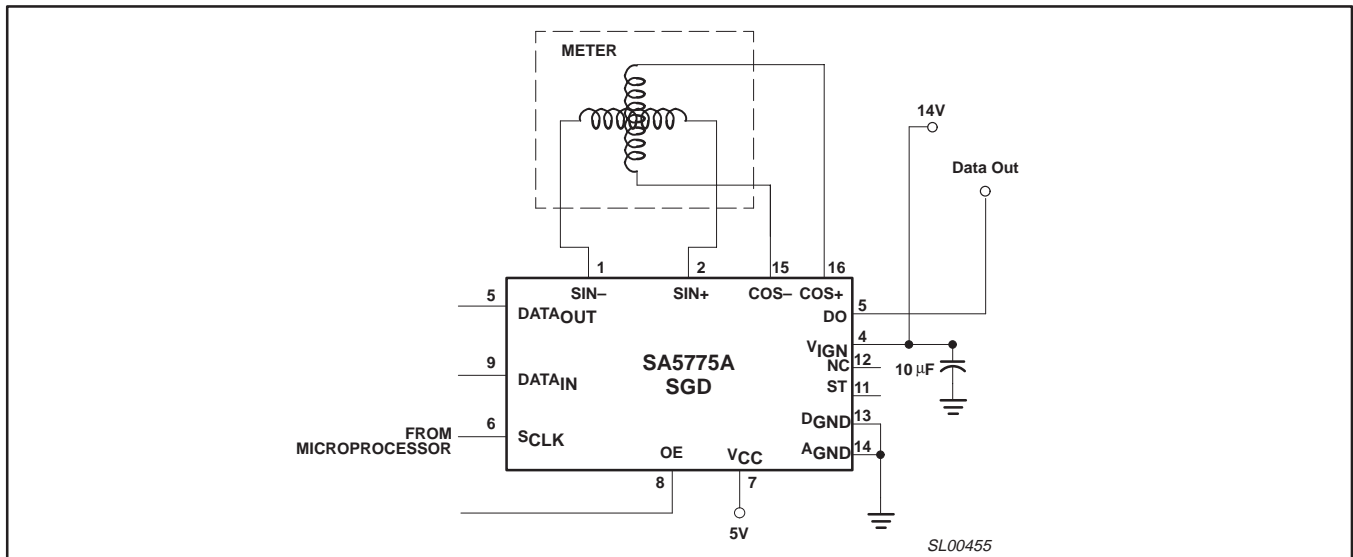 METER
14V
Data Out
1
2
15
16
SIN–
SIN+
COS–
COS+
5
DATAOUT
DO
5
VIGN
4
NC
12
10 µF
SA5775A
SGD
9
DATAIN
ST
11
DGND
13
FROM
MICROPROCESSOR
6
SCLK
AGND
14
OE
VCC
8
7
5V
SL00455